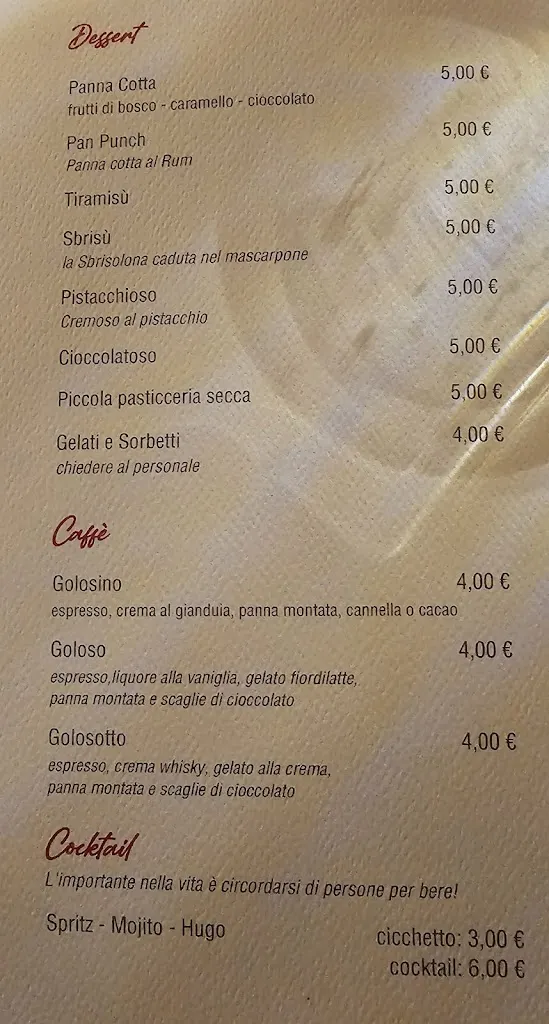 Dessert
Panna Cotta 5,00 €
frutti di bosco - caramello - cioccolato
Pan Punch 5,00 €
Panna cotta al Rum
Tiramisù 5,00 €
Sbrisù 5,00 €
la Sbrisolona caduta nel mascarpone
Pistacchioso 5,00 €
Cremoso al pistacchio
Cioccolatoso 5,00 €
Piccola pasticceria secca 5,00 €
Gelati e Sorbetti 4,00 €
chiedere al personale
Caffè
Golosino 4,00 €
espresso, crema al gianduia, panna montata, cannella o cacao
Goloso 4,00 €
espresso,liquore alla vaniglia, gelato fiordilatte,
panna montata e scaglie di cioccolato
Golosotto 4,00 €
espresso, crema whisky, gelato alla crema,
panna montata e scaglie di cioccolato
Cocktail
L'importante nella vita è circordarsi di persone per bere!
Spritz - Mojito - Hugo cicchetto: 3,00 €
cocktail: 6,00 €